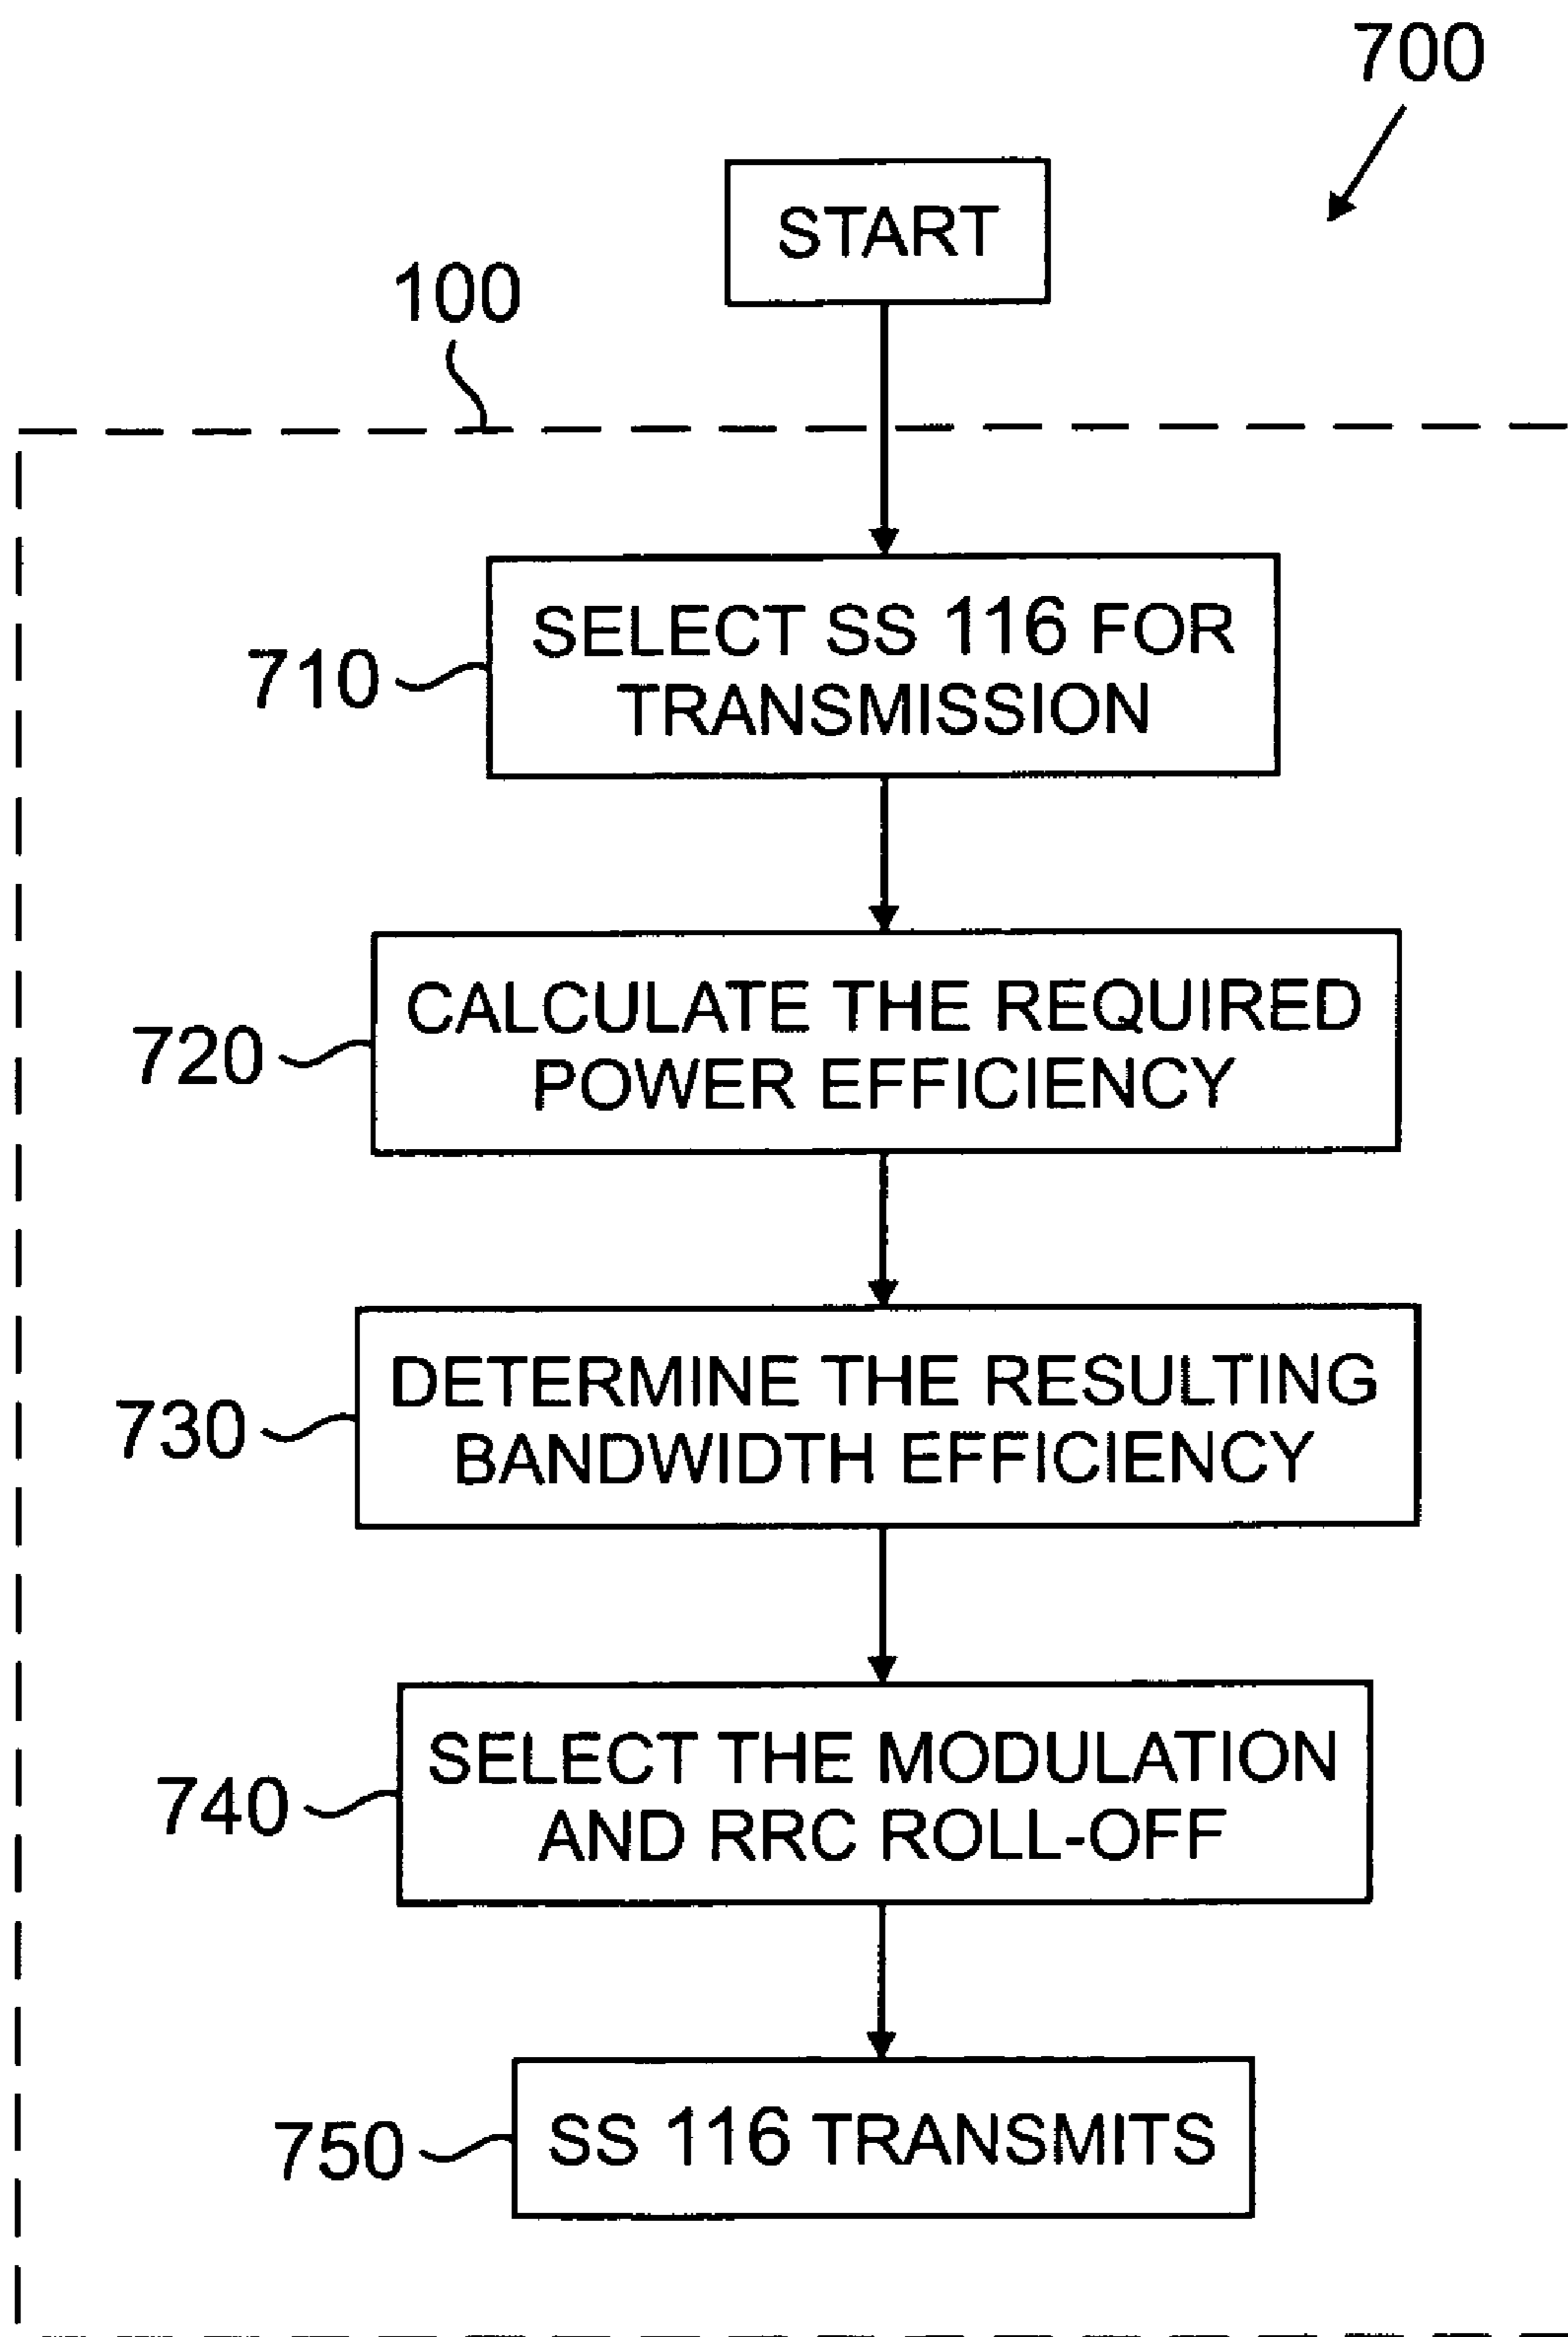 700
START
100
710
SELECT SS 116 FOR
TRANSMISSION
720
CALCULATE THE REQUIRED
POWER EFFICIENCY
730
DETERMINE THE RESULTING
BANDWIDTH EFFICIENCY
740
SELECT THE MODULATION
AND RRC ROLL-OFF
750
SS 116 TRANSMITS